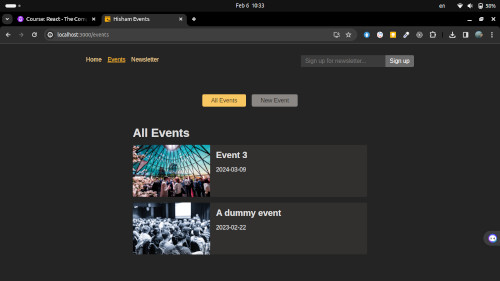 Feb 6 10:33
en
50%
Course: React - The Com
Hisham Events
localhost:3000/events
Home Events Newsletter
Sign up for newsletter...
Sign up
All Events New Event
All Events
Event 3
2024-03-09
A dummy event
2023-02-22